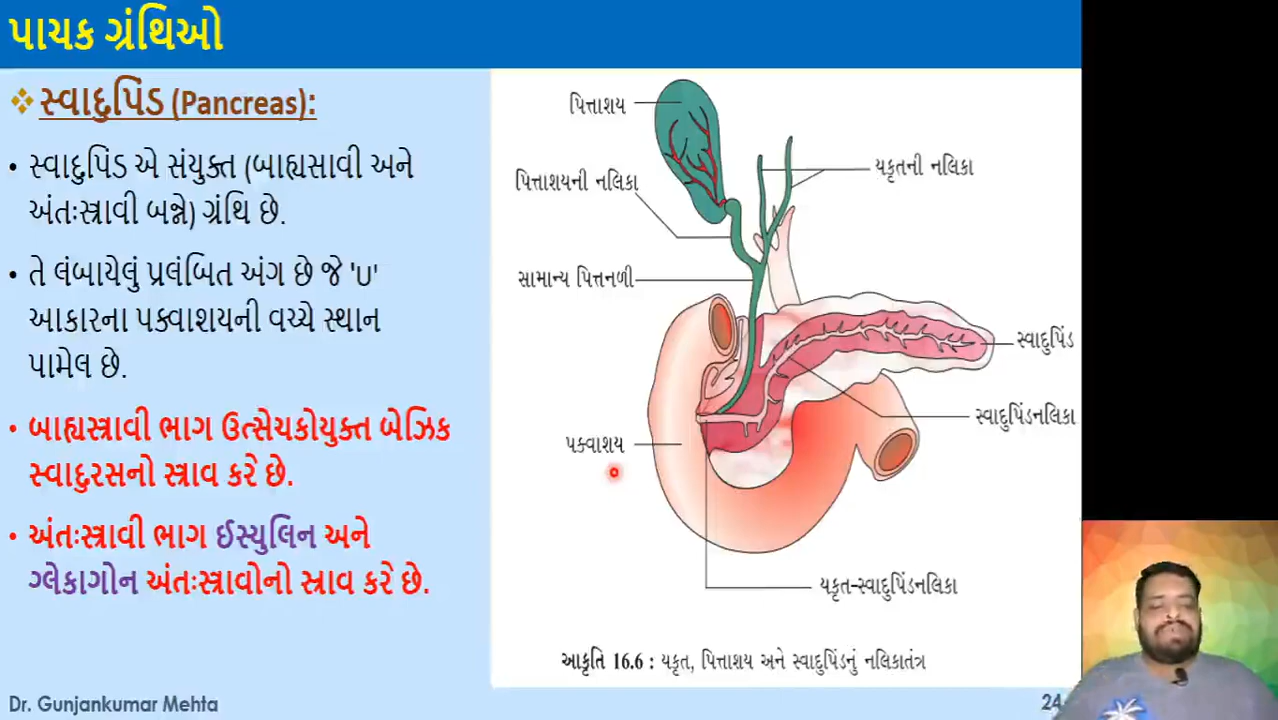 પાચક ગ્રંથિઓ
❖ સ્વાદુપિંડ (Pancreas):
• સ્વાદુપિંડ એ સંયુક્ત (બાહ્યસાવી અને
અંતઃસ્ત્રાવી બન્ને) ગ્રંથિ છે.
• તે લંબાયેલું પ્રલંબિત અંગ છે જે 'U'
આકારના પક્વાશયની વચ્ચે સ્થાન
પામેલ છે.
• બાહ્યસ્ત્રાવી ભાગ ઉત્સેચકોયુક્ત બેઝિક
સ્વાદુરસનો સ્ત્રાવ કરે છે.
• અંતઃસ્ત્રાવી ભાગ ઈસ્યુલિન અને
ગ્લેકાગોન અંતઃસ્ત્રાવોનો સ્રાવ કરે છે.
પિત્તાશય
પિત્તાશયની નલિકા
યકૃતની નલિકા
સામાન્ય પિત્તનળી
સ્વાદુપિંડ
સ્વાદુપિંડનલિકા
પક્વાશય
યકૃત-સ્વાદુપિંડનલિકા
આકૃતિ 16.6 : યકૃત, પિત્તાશય અને સ્વાદુપિંડનું નલિકાતંત્ર
Dr. Gunjankumar Mehta
24